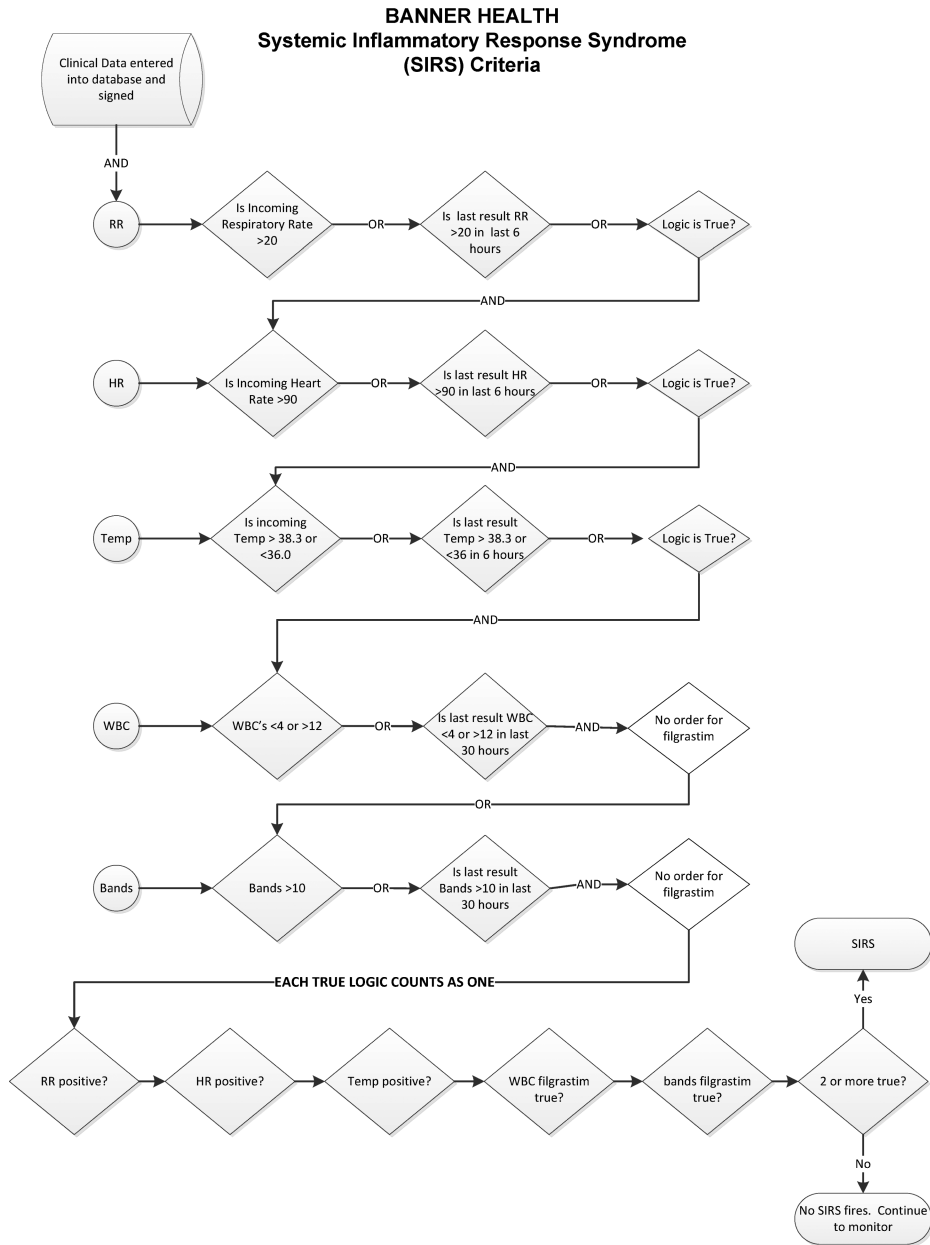 BANNER HEALTH
Systemic Inflammatory Response Syndrome
(SIRS) Criteria
Clinical Data entered
into database and
signed
AND
RR
Is Incoming
Respiratory Rate
>20
OR
Is last result RR
>20 in last 6
hours
OR
Logic is True?
AND
HR
Is Incoming Heart
Rate >90
OR
Is last result HR
>90 in last 6 hours
OR
Logic is True?
AND
Temp
Is incoming
Temp > 38.3 or
<36.0
OR
Is last result
Temp > 38.3 or
<36 in 6 hours
OR
Logic is True?
AND
WBC
WBC's <4 or >12
OR
Is last result WBC
<4 or >12 in last
30 hours
AND
No order for
filgrastim
OR
Bands
Bands >10
OR
Is last result
Bands >10 in last
30 hours
AND
No order for
filgrastim
EACH TRUE LOGIC COUNTS AS ONE
RR positive?
HR positive?
Temp positive?
WBC filgrastim
true?
bands filgrastim
true?
2 or more true?
Yes
SIRS
No
No SIRS fires. Continue
to monitor